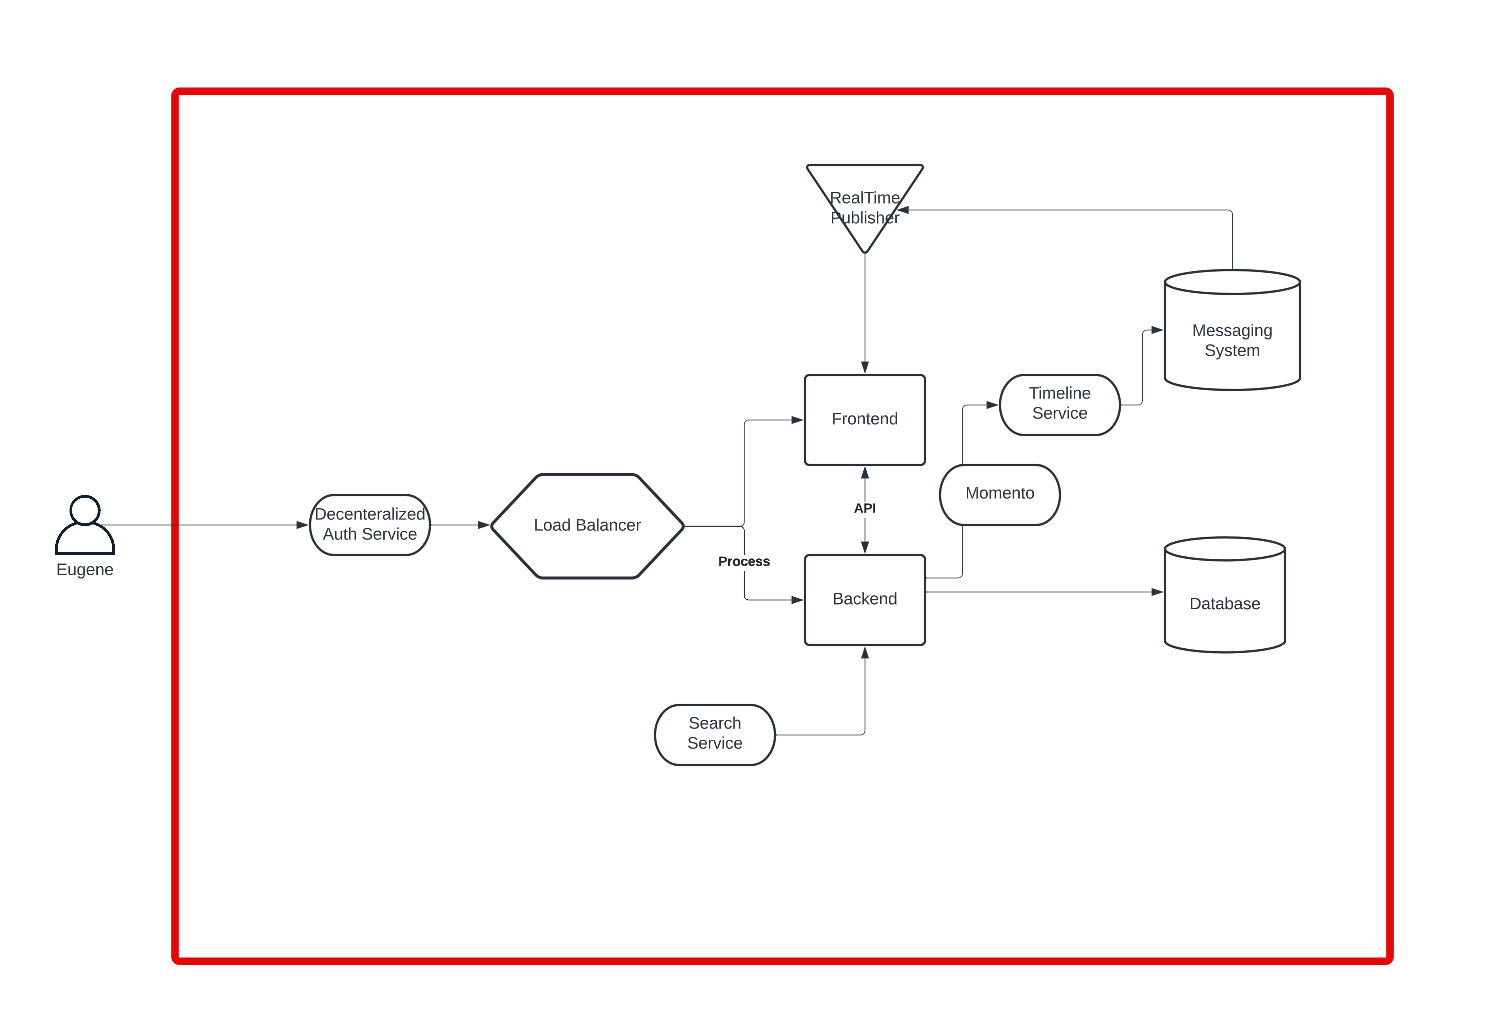 RealTime
Publisher
Messaging
System
Timeline
Service
Frontend
Momento
API
Decenteralized
Auth Service
Load Balancer
Process
Eugene
Backend
Database
Search
Service